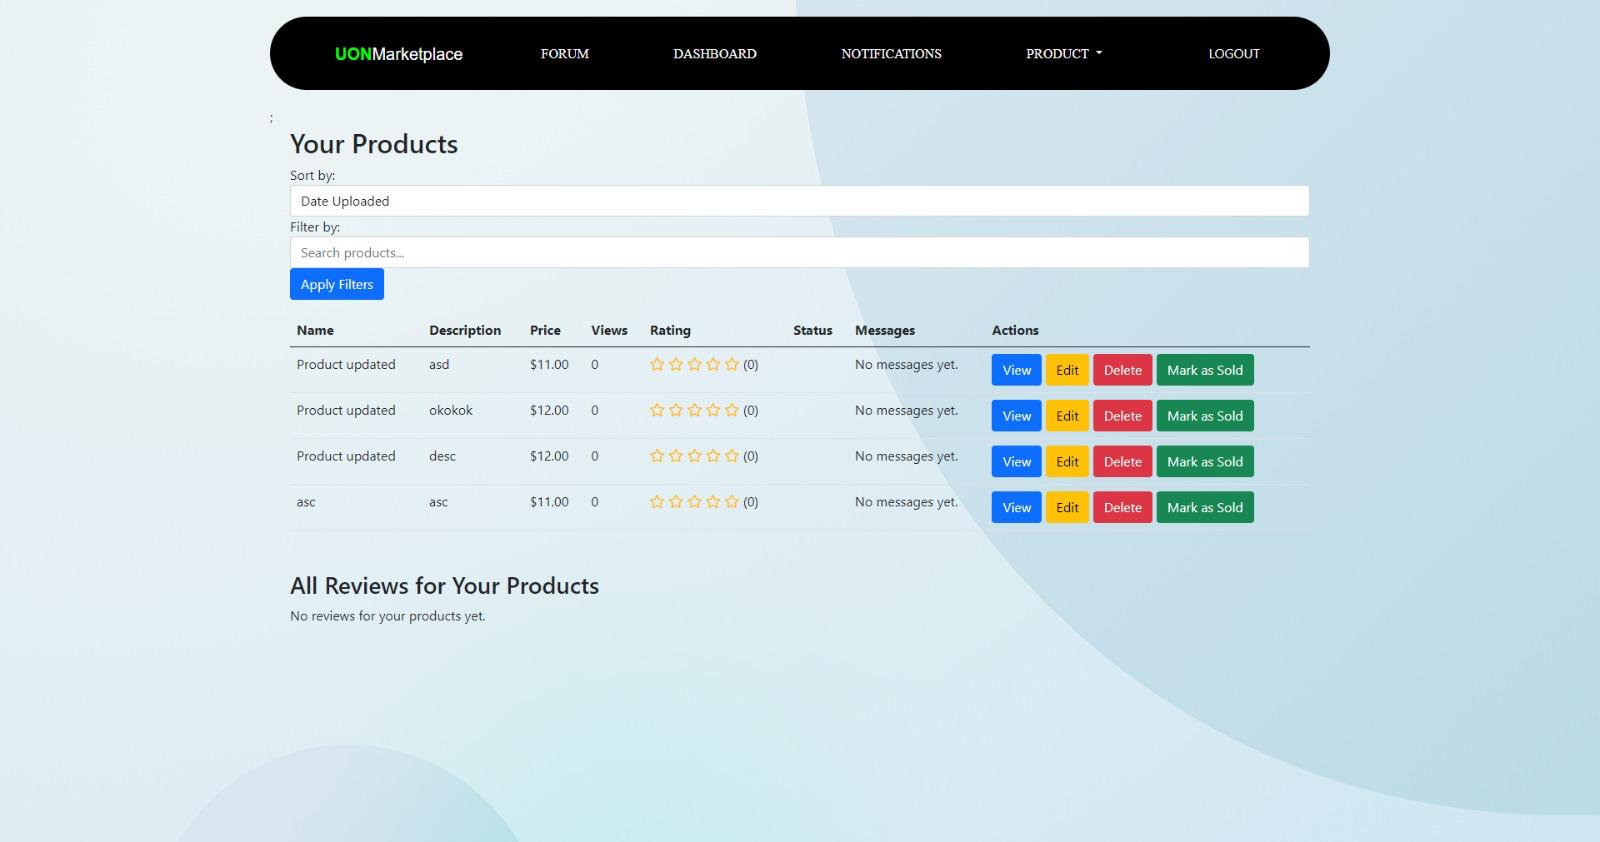 UONMarketplace FORUM DASHBOARD NOTIFICATIONS PRODUCT LOGOUT
;
Your Products
Sort by:
Date Uploaded
Filter by:
Search products...
Apply Filters
Name Description Price Views Rating Status Messages Actions
Product updated asd $11.00 0 (0) No messages yet. View Edit Delete Mark as Sold
Product updated okokok $12.00 0 (0) No messages yet. View Edit Delete Mark as Sold
Product updated desc $12.00 0 (0) No messages yet. View Edit Delete Mark as Sold
asc asc $11.00 0 (0) No messages yet. View Edit Delete Mark as Sold
All Reviews for Your Products
No reviews for your products yet.